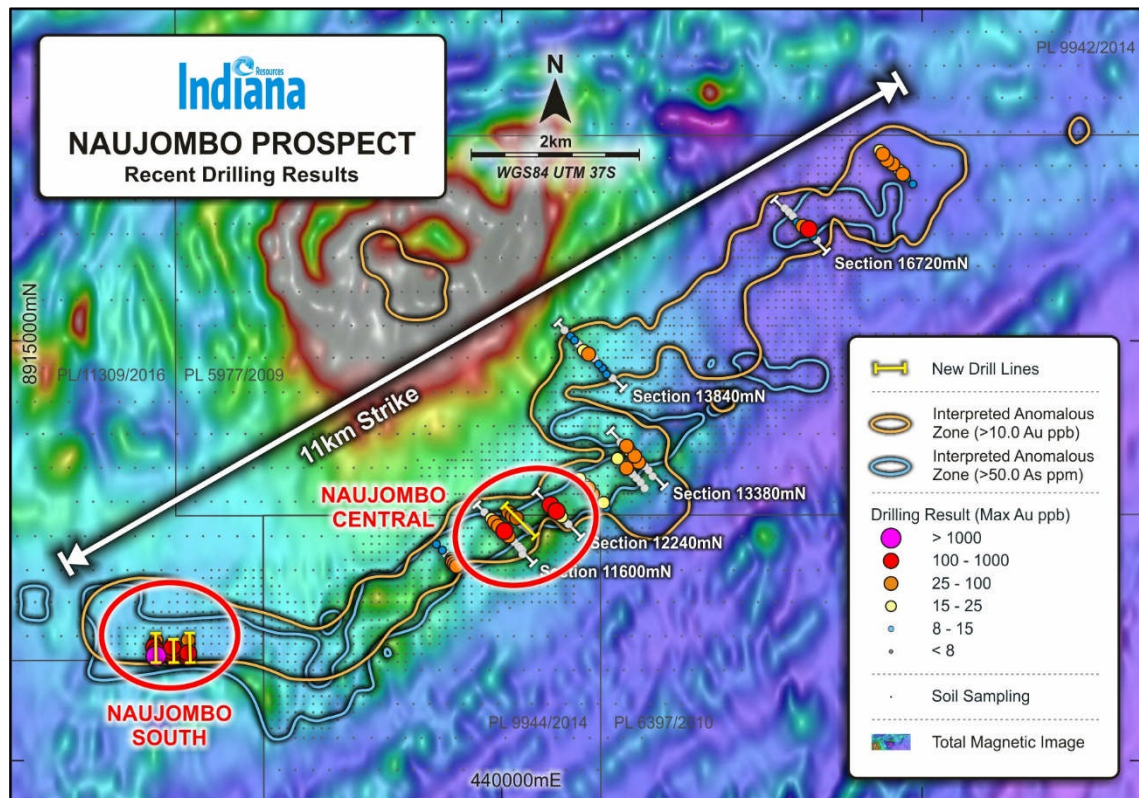 Indiana
Resources
NAUJOMBO PROSPECT
Recent Drilling Results
N
2km
WGS84 UTM 37S
PL 9942/2014
Section 16720mN
8915000mN
PL/11309/2016
PL 5977/2009
11km Strike
Section 13840mN
NAUJOMBO
CENTRAL
Section 13380mN
Section 12240mN
Section 11600mN
NAUJOMBO
SOUTH
PL 9944/2014
PL 6397/2010
440000mE
New Drill Lines
Interpreted Anomalous
Zone (>10.0 Au ppb)
Interpreted Anomalous
Zone (>50.0 As ppm)
Drilling Result (Max Au ppb)
> 1000
100 - 1000
25 - 100
15 - 25
8 - 15
< 8
Soil Sampling
Total Magnetic Image